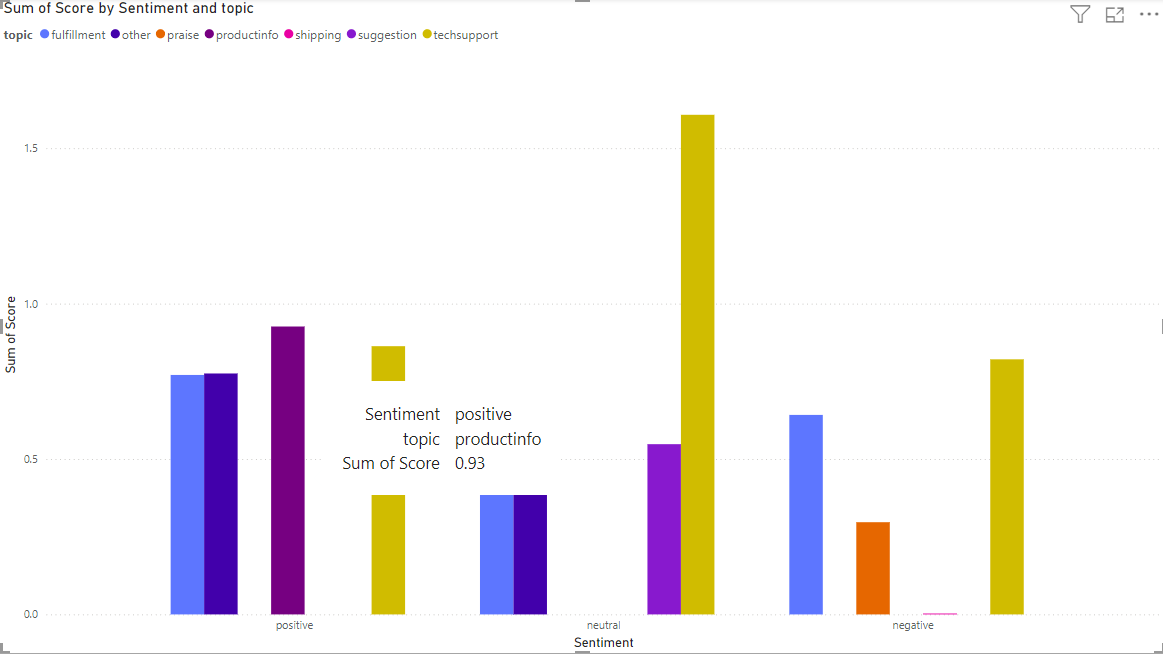 Sum of Score by Sentiment and topic
topic fulfillment other praise productinfo shipping suggestion techsupport
1.5
1.0
0.5
0.0
Sum of Score
Sentiment positive
topic productinfo
Sum of Score 0.93
positive neutral negative
Sentiment